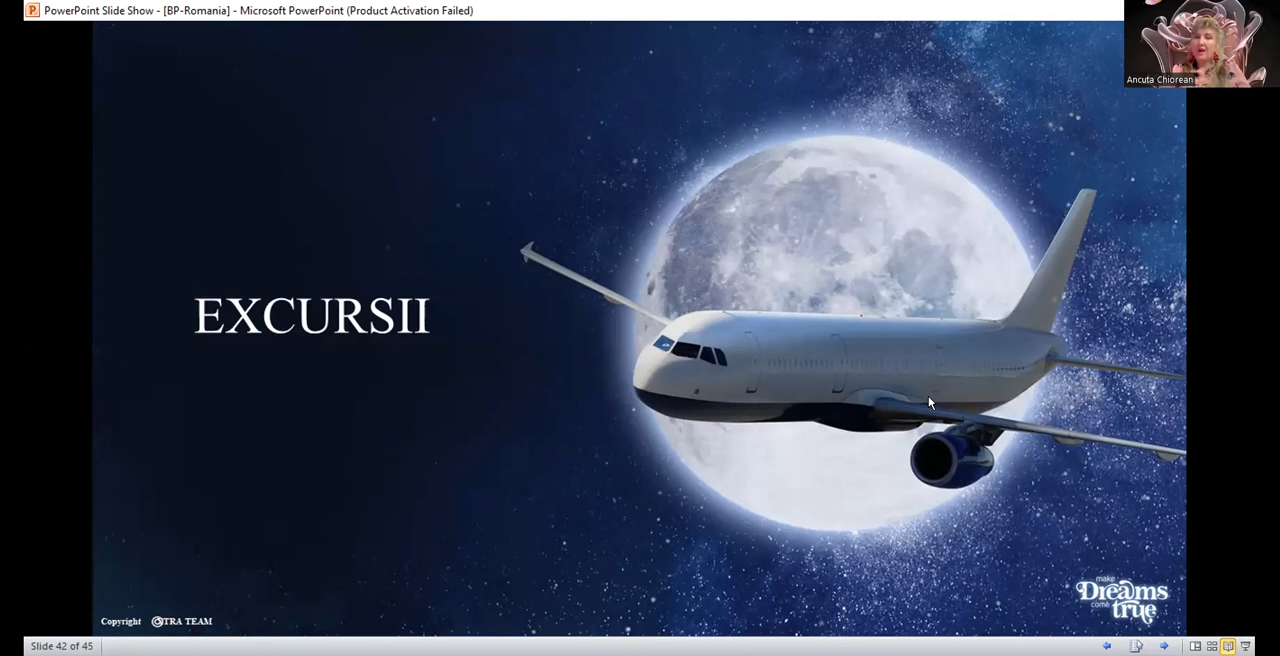 PowerPoint Slide Show - [BP-Romania] - Microsoft PowerPoint (Product Activation Failed)
Ancuta Chiorean
EXCURSII
make
Dreams
come
true
Copyright @TRA TEAM
Slide 42 of 45